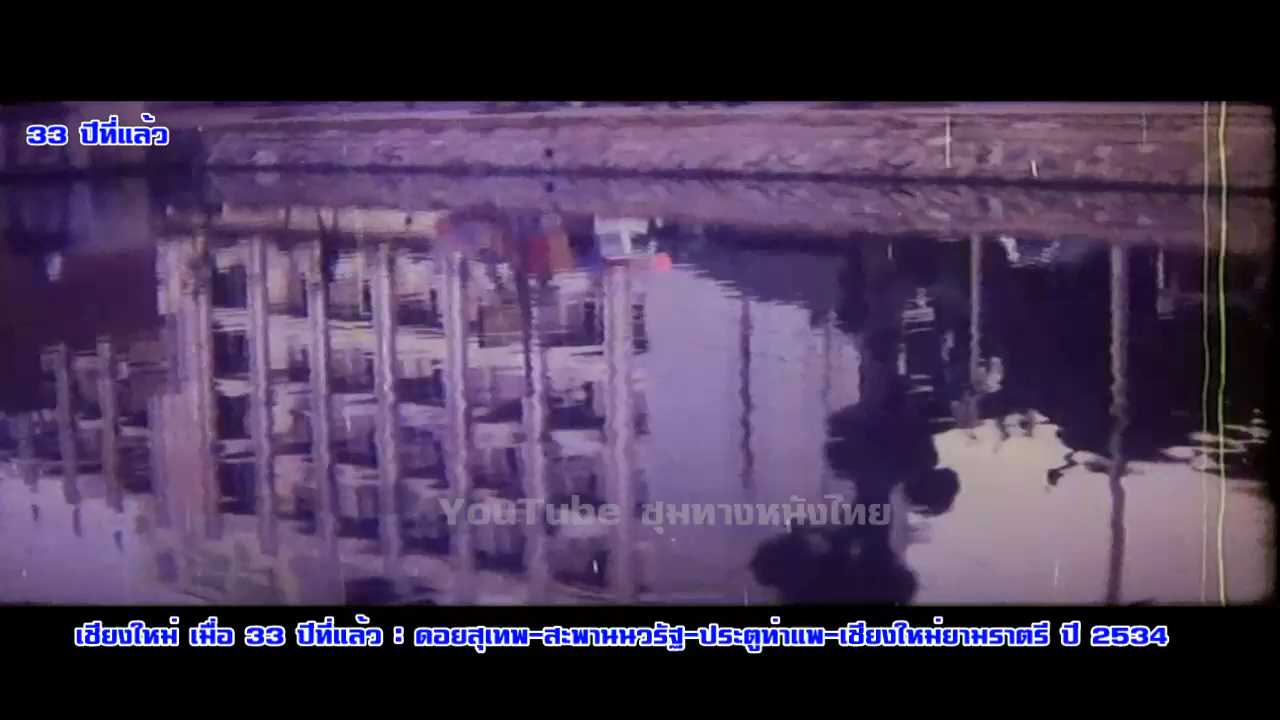 33 ปีที่แล้ว
YouTube ชุมทางหนังไทย
เชียงใหม่ เมื่อ 33 ปีที่แล้ว : ดอยสุเทพ-สะพานนวรัฐ-ประตูท่าแพ-เชียงใหม่ยามราตรี ปี 2534